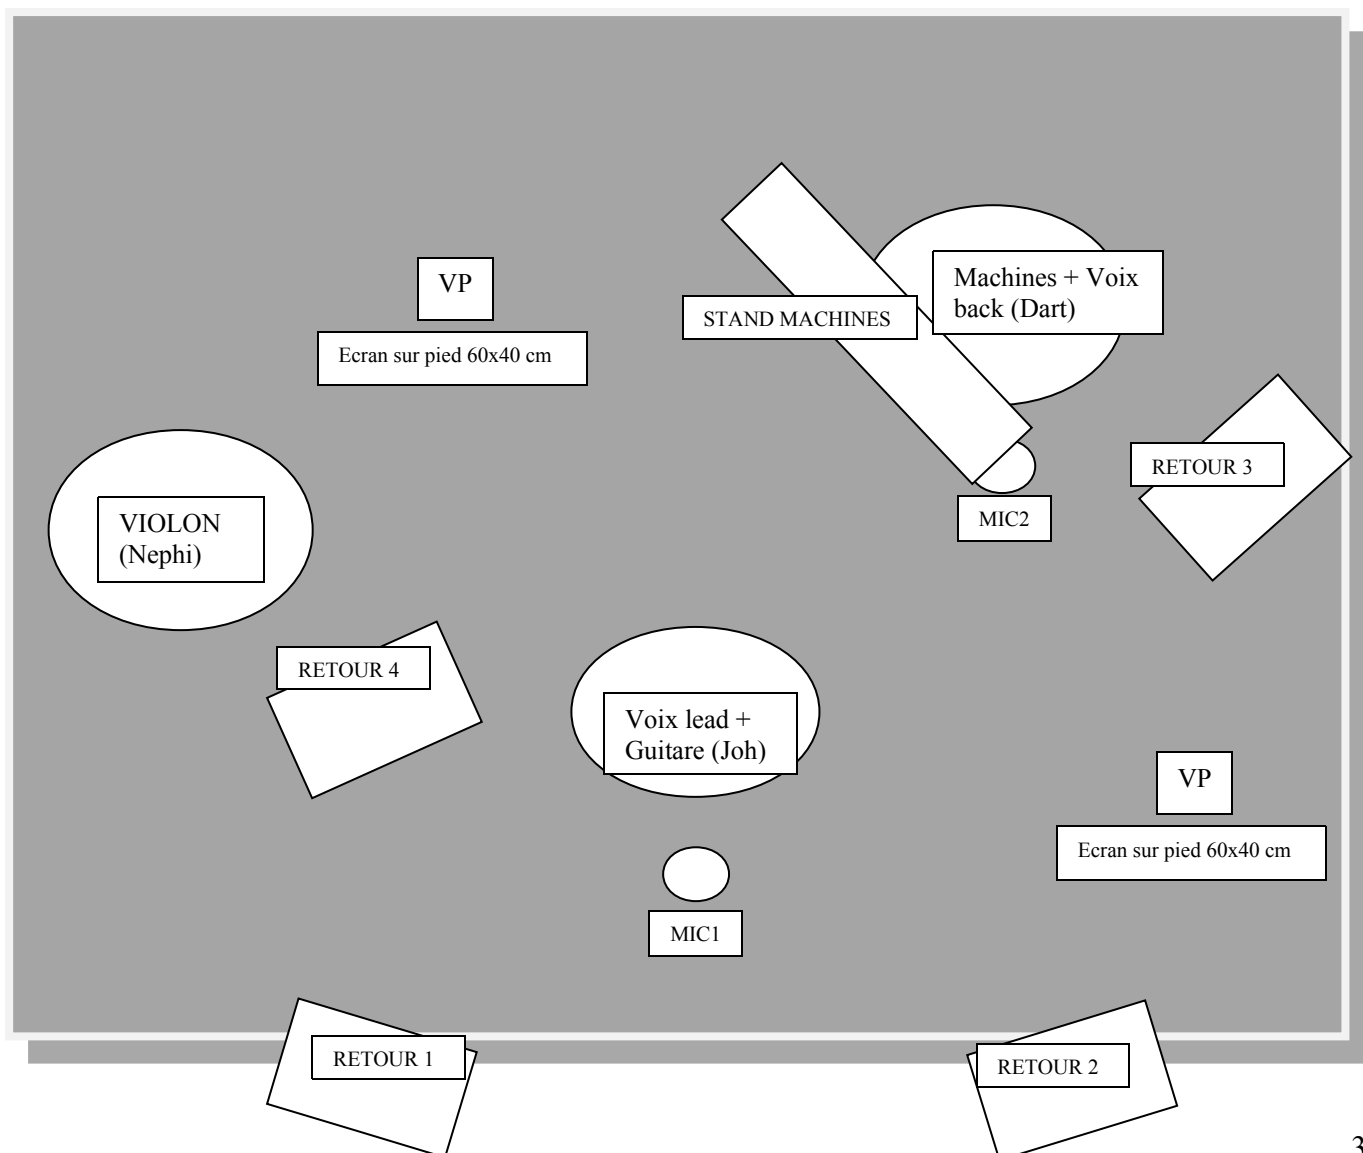 Machines + Voix
back (Dart)
VP
STAND MACHINES
Ecran sur pied 60x40 cm
RETOUR 3
MIC2
VIOLON
(Nephi)
RETOUR 4
Voix lead +
Guitare (Joh)
VP
Ecran sur pied 60x40 cm
MIC1
RETOUR 1
RETOUR 2
3